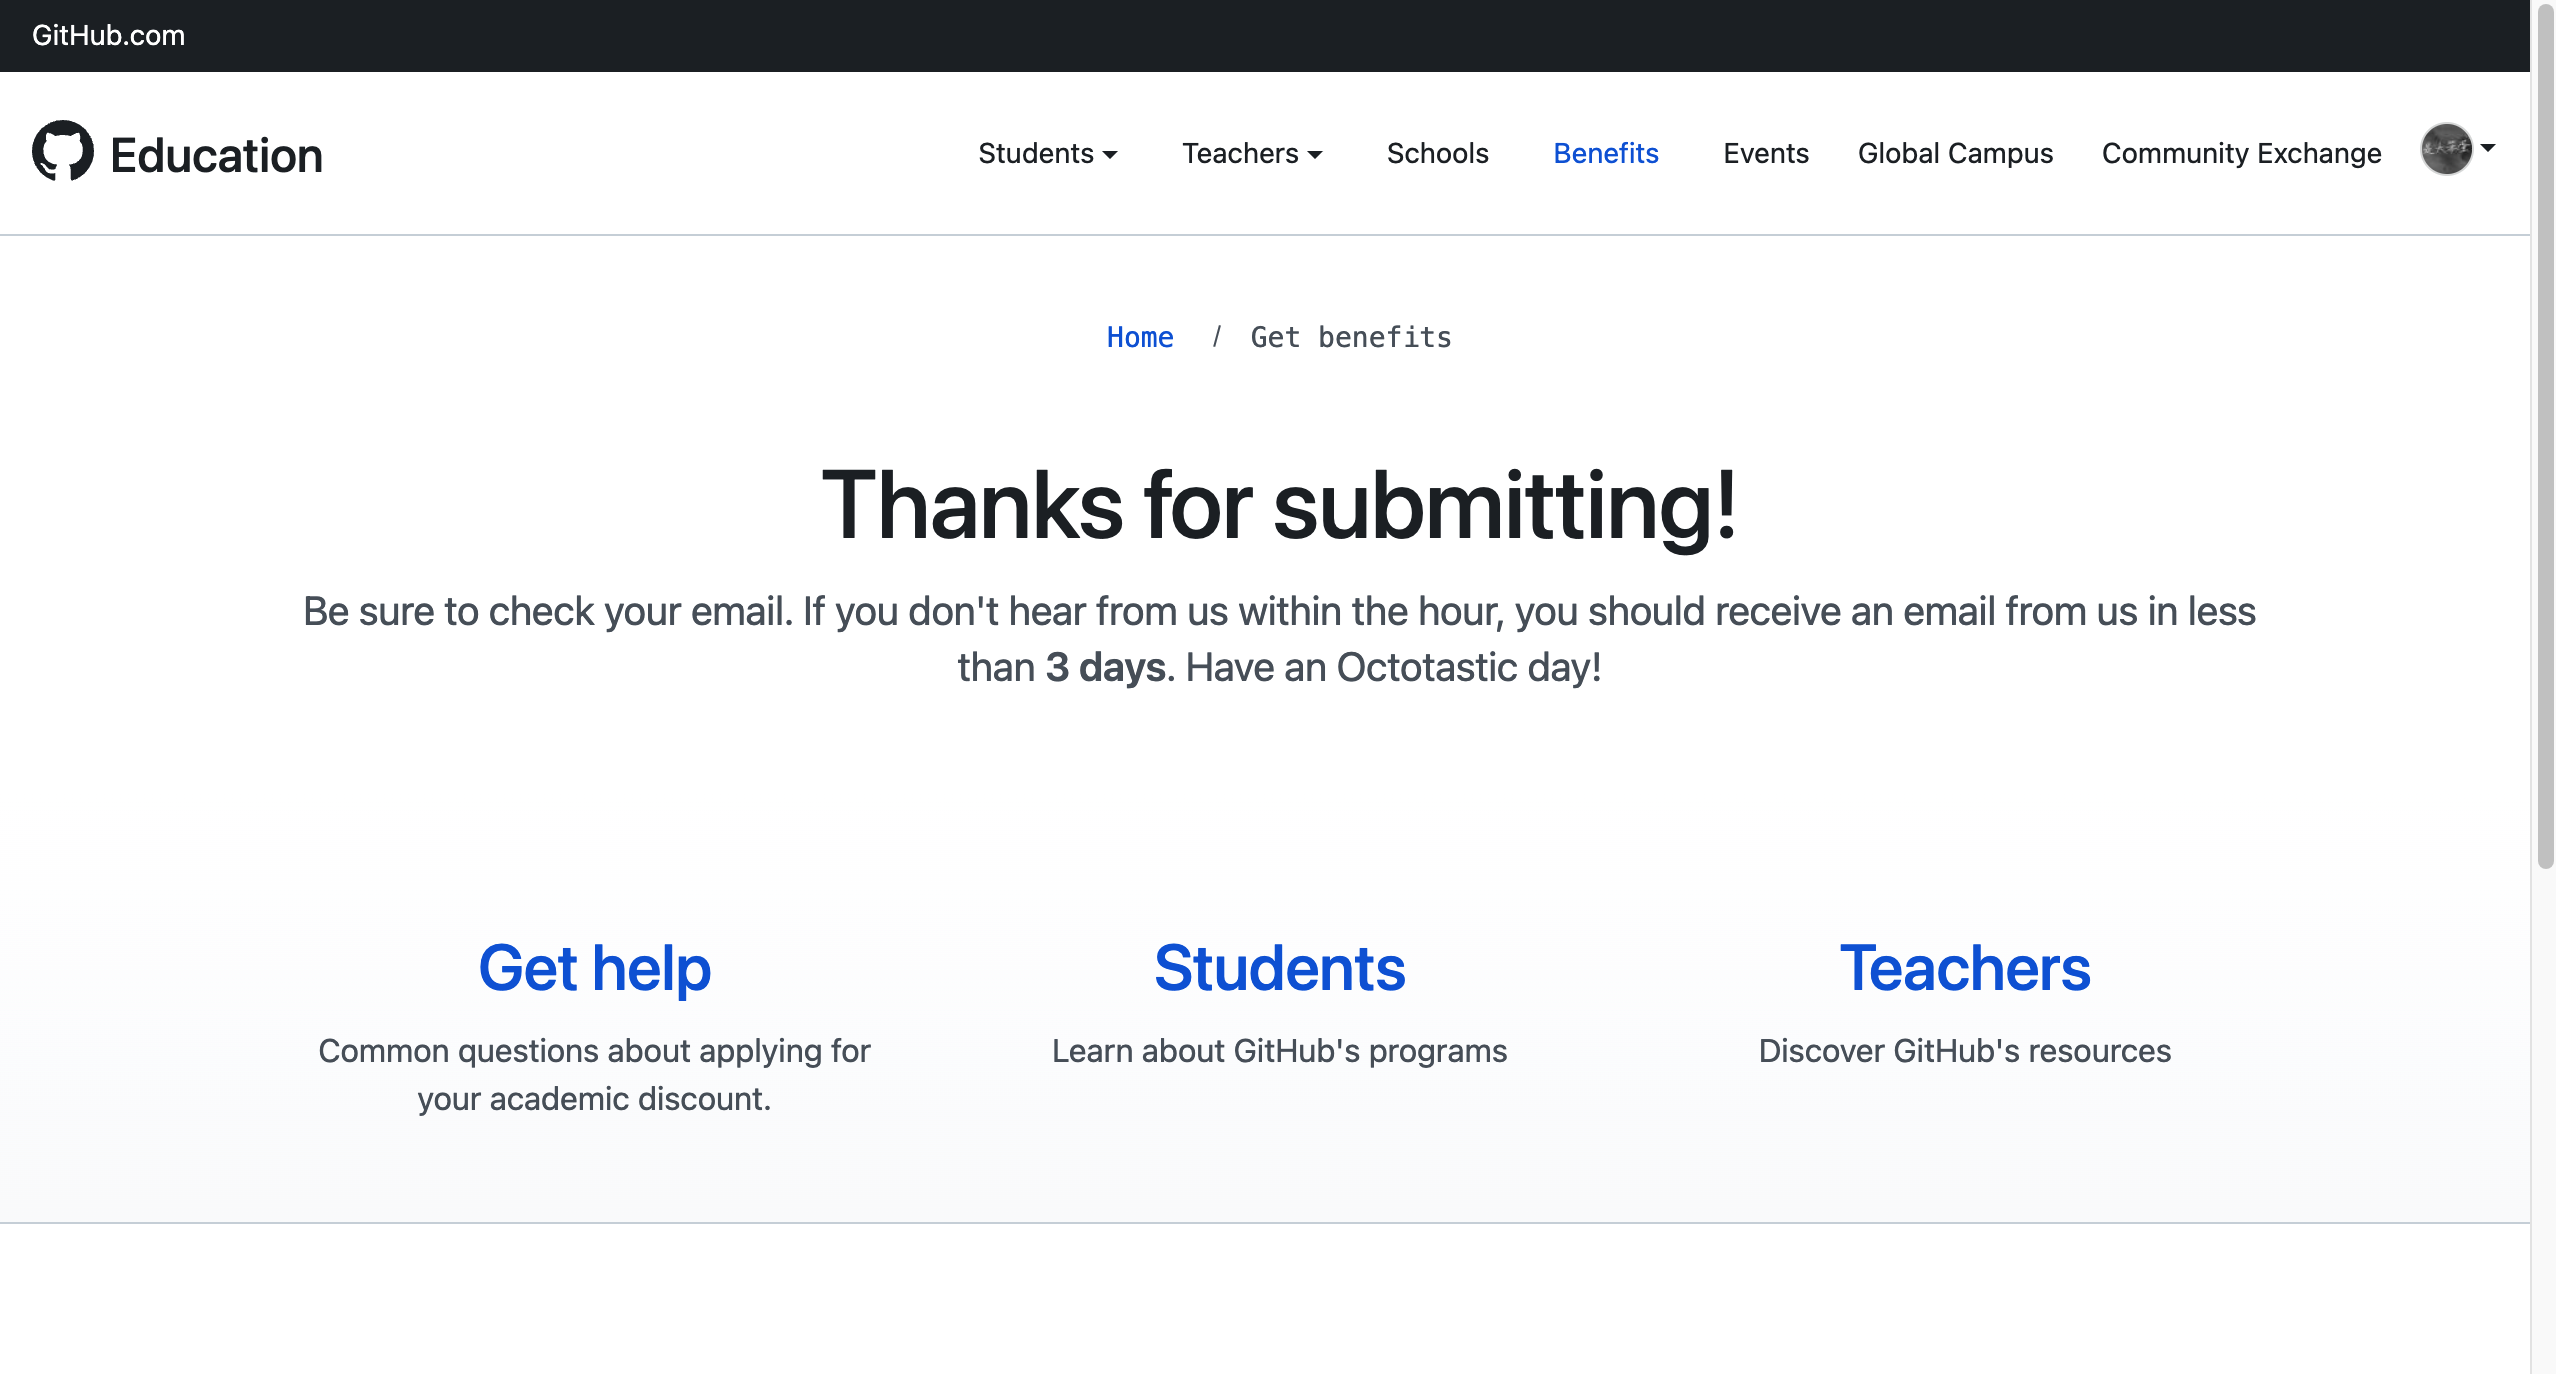 GitHub.com
Education
Students
Teachers
Schools
Benefits
Events
Global Campus
Community Exchange
Home / Get benefits
Thanks for submitting!
Be sure to check your email. If you don't hear from us within the hour, you should receive an email from us in less
than 3 days. Have an Octotastic day!
Get help
Common questions about applying for
your academic discount.
Students
Learn about GitHub's programs
Teachers
Discover GitHub's resources